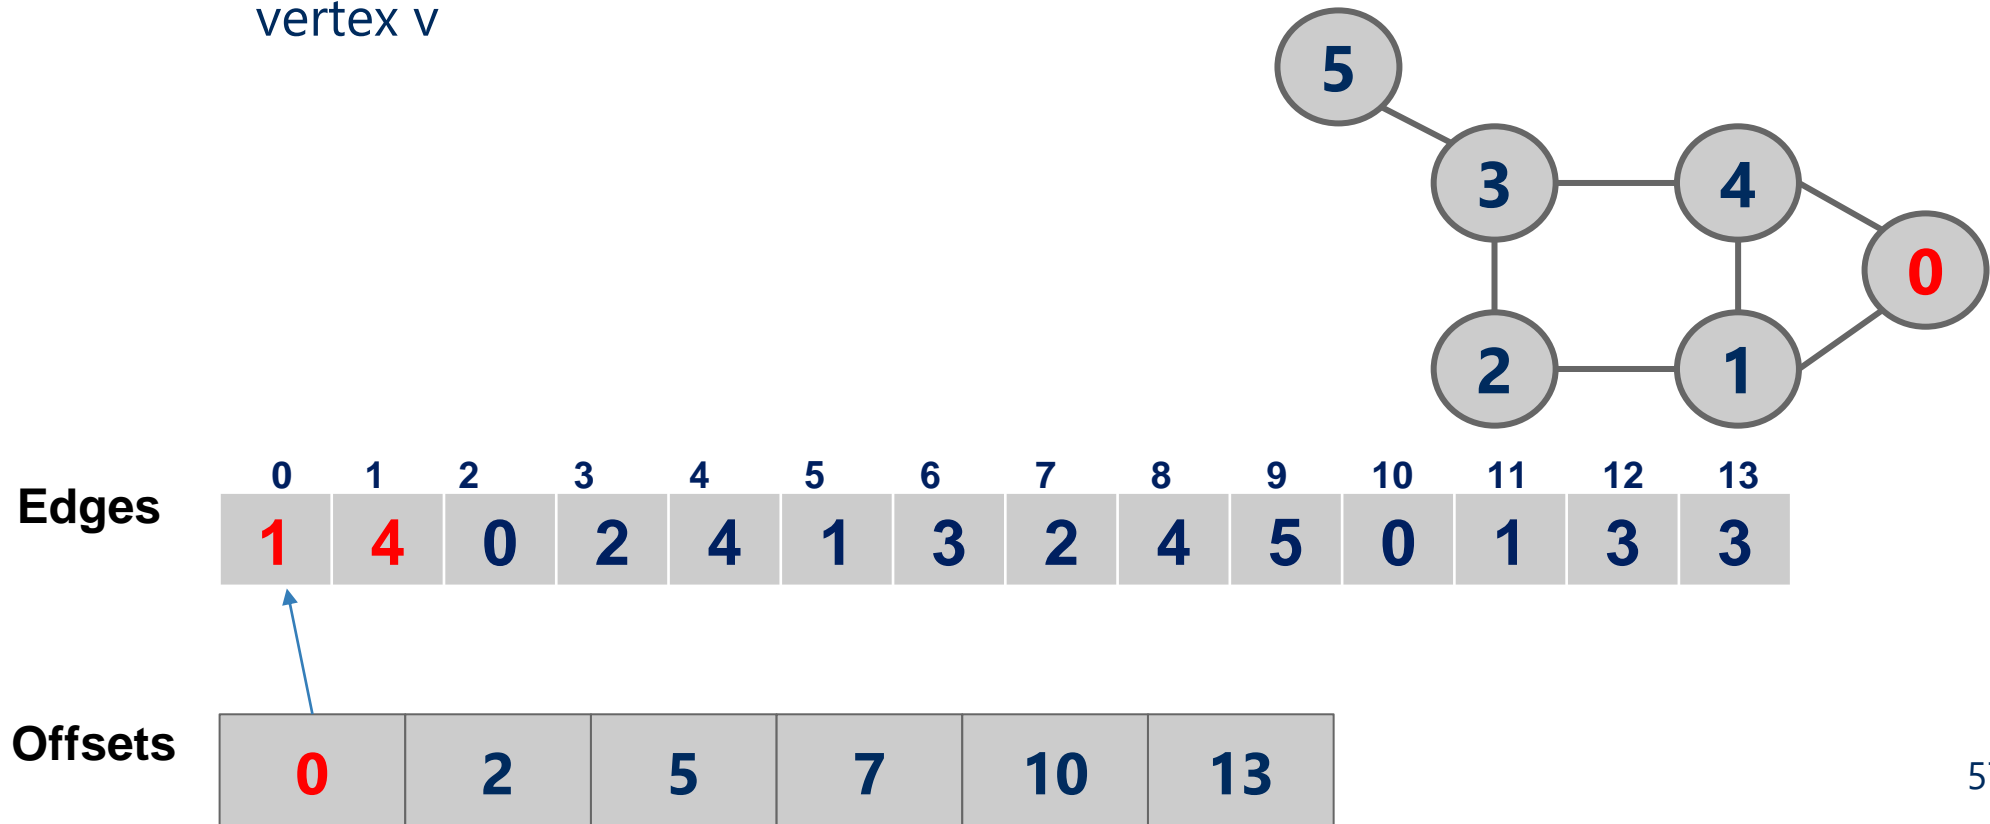 vertex v
5
3 4
0
2 1
0 1 2 3 4 5 6 7 8 9 10 11 12 13
Edges 1 4 0 2 4 1 3 2 4 5 0 1 3 3
Offsets 0 2 5 7 10 13